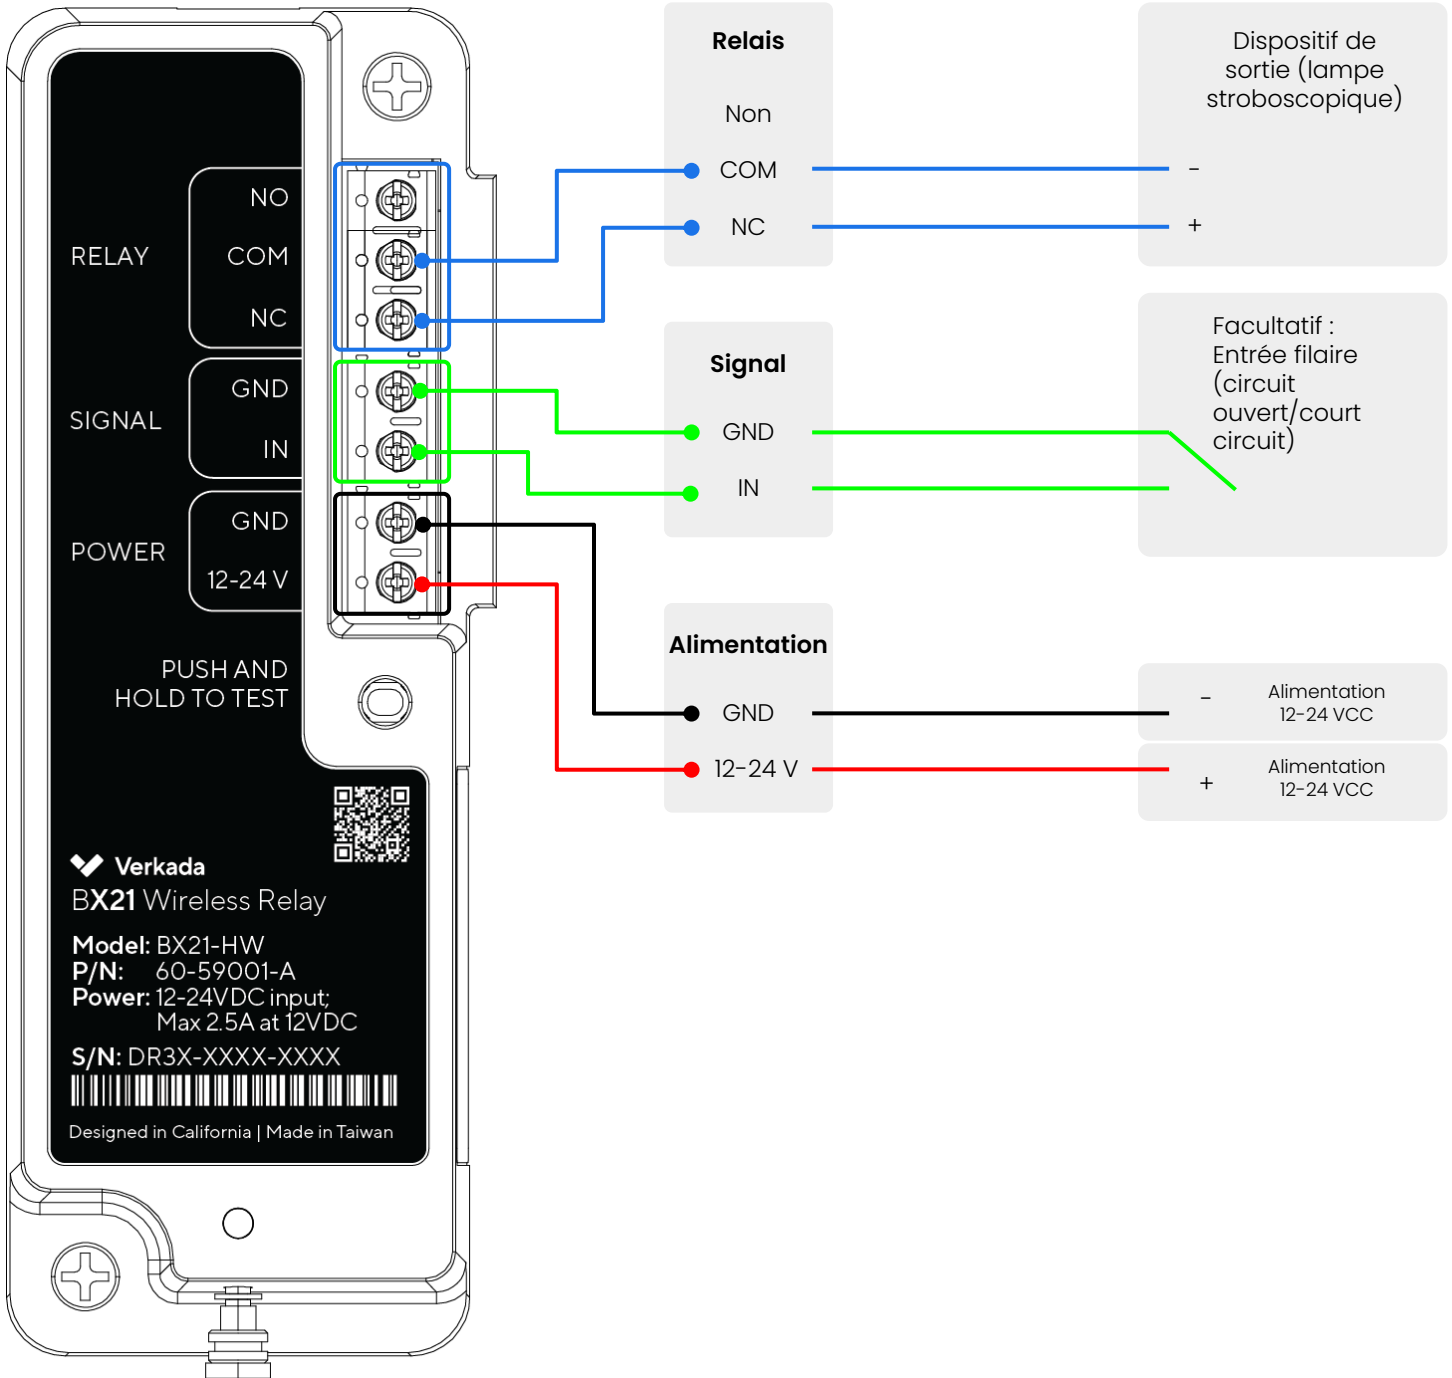 RELAY
NO
COM
NC
SIGNAL
GND
IN
POWER
GND
12-24 V
PUSH AND
HOLD TO TEST
Verkada
BX21 Wireless Relay
Model: BX21-HW
P/N: 60-59001-A
Power: 12-24VDC input;
Max 2.5A at 12VDC
S/N: DR3X-XXXX-XXXX
Designed in California | Made in Taiwan
Relais
Non
COM
NC
Dispositif de
sortie (lampe
stroboscopique)
-
+
Signal
GND
IN
Facultatif :
Entrée filaire
(circuit
ouvert/court
circuit)
Alimentation
GND
12-24 V
- Alimentation
12-24 VCC
+ Alimentation
12-24 VCC